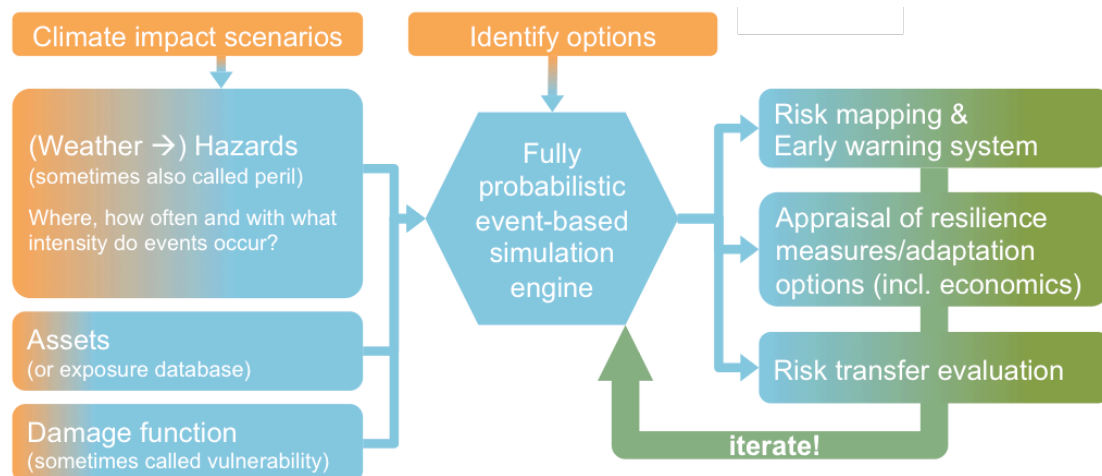 Climate impact scenarios
Identify options
(Weather →) Hazards
(sometimes also called peril)
Where, how often and with what
intensity do events occur?
Assets
(or exposure database)
Damage function
(sometimes called vulnerability)
Fully
probabilistic
event-based
simulation
engine
Risk mapping &
Early warning system
Appraisal of resilience
measures/adaptation
options (incl. economics)
Risk transfer evaluation
iterate!